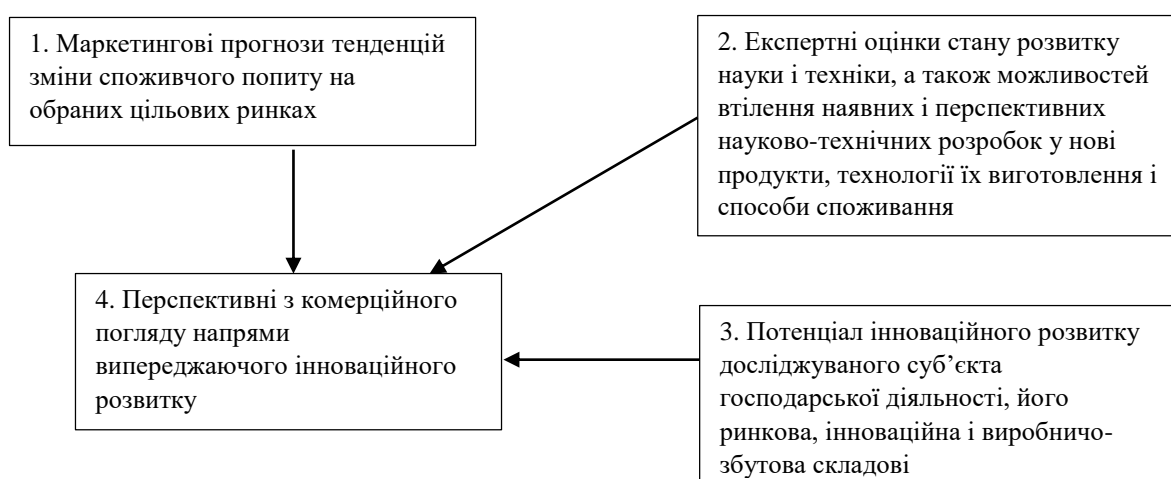 1. Маркетингові прогнози тенденцій
зміни споживчого попиту на
обраних цільових ринках
2. Експертні оцінки стану розвитку
науки і техніки, а також можливостей
втілення наявних і перспективних
науково-технічних розробок у нові
продукти, технології їх виготовлення і
способи споживання
4. Перспективні з комерційного
погляду напрями
випереджаючого інноваційного
розвитку
3. Потенціал інноваційного розвитку
досліджуваного суб’єкта
господарської діяльності, його
ринкова, інноваційна і виробничо-
збутова складові